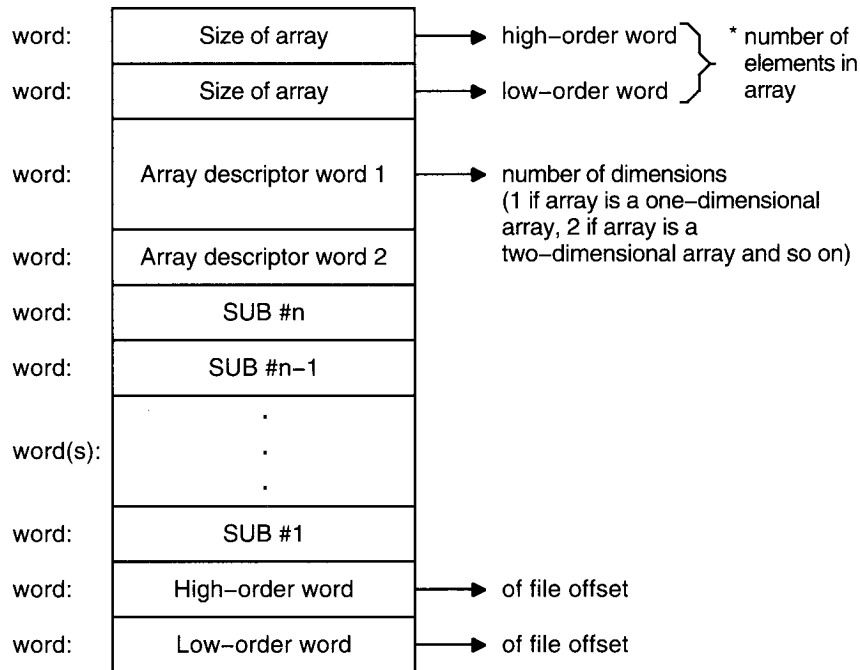 word: Size of array high–order word * number of
elements in
word: Size of array low–order word array
word: Array descriptor word 1 number of dimensions
(1 if array is a one–dimensional
array, 2 if array is a
two–dimensional array and so on)
word: Array descriptor word 2
word: SUB #n
word: SUB #n–1
.
word(s): .
.
word: SUB #1
word: High–order word of file offset
word: Low–order word of file offset